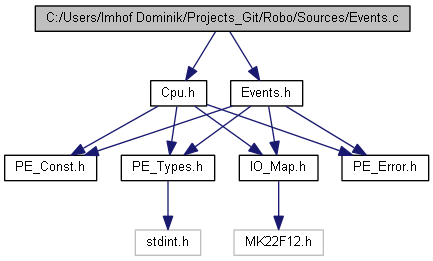 C:/Users/Imhof Dominik/Projects_Git/Robo/Sources/Events.c
Cpu.h
Events.h
PE_Const.h
PE_Types.h
IO_Map.h
PE_Error.h
stdint.h
MK22F12.h